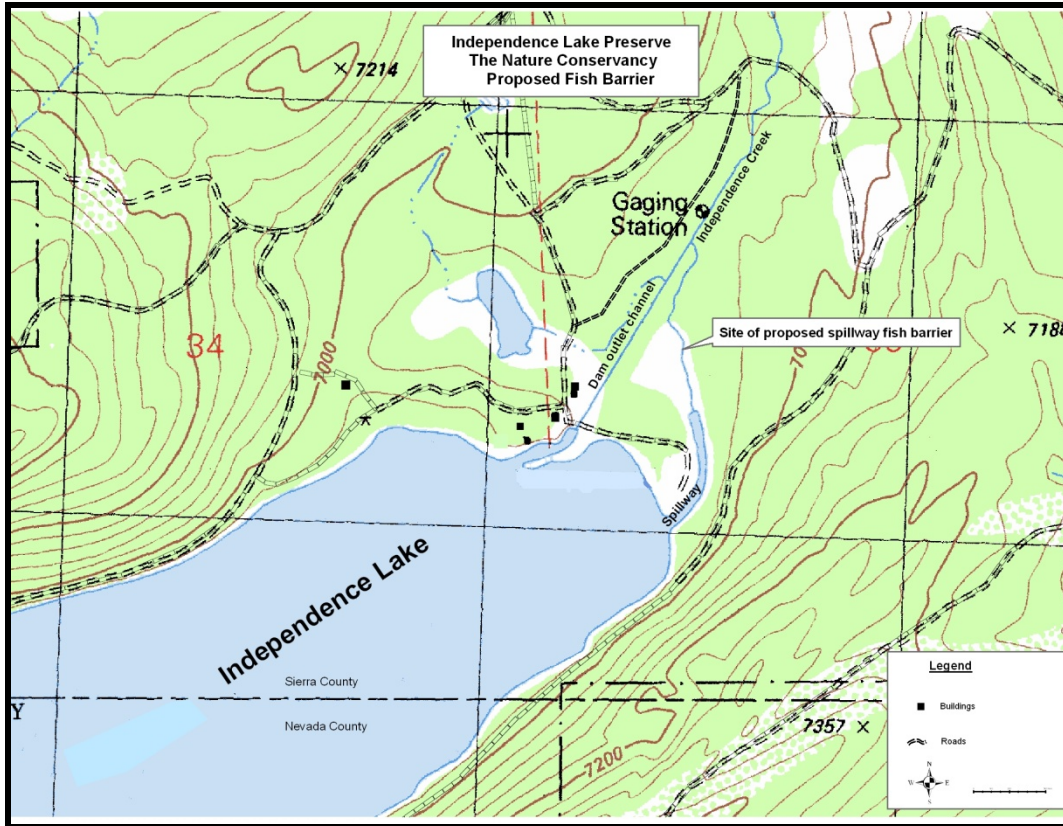 Independence Lake Preserve
The Nature Conservancy
Proposed Fish Barrier
7214
Gaging
Station
Independence Creek
Dam outlet channel
Site of proposed spillway fish barrier
7188
34
7000
Spillway
Independence Lake
Sierra County
Nevada County
Y
7200
7357
Legend
Buildings
Roads
N
W
E
S